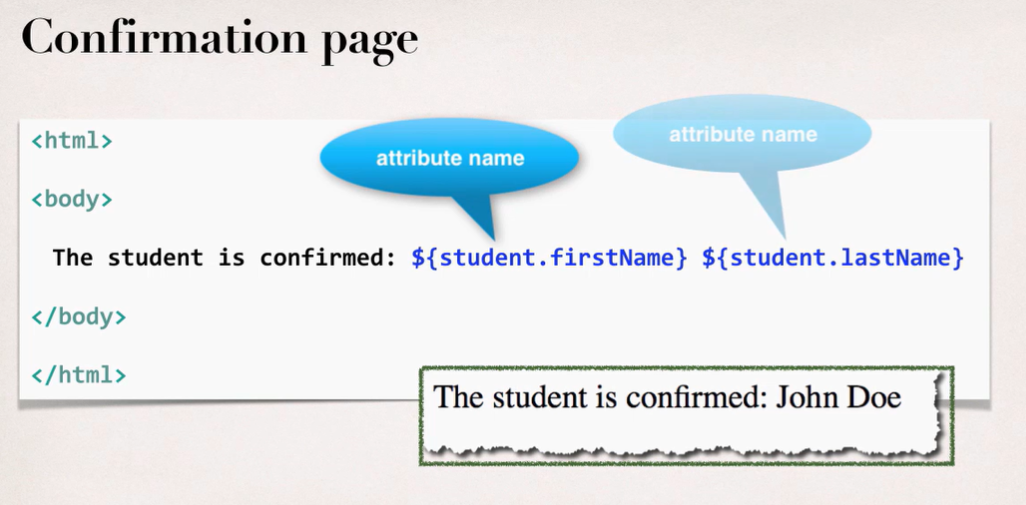 Confirmation page
<html>
attribute name
attribute name
<body>
The student is confirmed: ${student.firstName} ${student.lastName}
</body>
</html>
The student is confirmed: John Doe